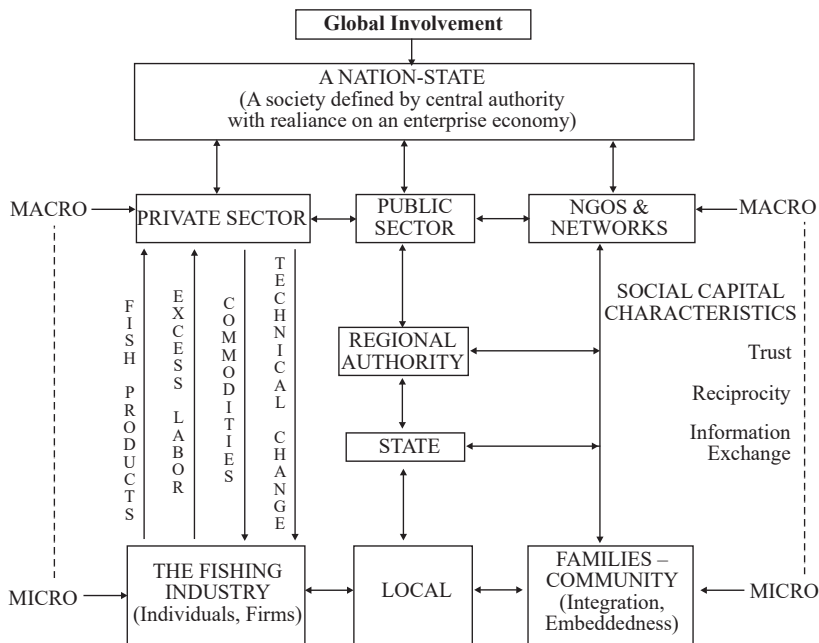 Global Involvement
A NATION-STATE
(A society defined by central authority
with realiance on an enterprise economy)
MACRO
PRIVATE SECTOR
PUBLIC
SECTOR
NGOS &
NETWORKS
MACRO
FISH PRODUCTS
EXCESS LABOR
COMMODITIES
TECHNICAL CHANGE
SOCIAL CAPITAL
CHARACTERISTICS
REGIONAL
AUTHORITY
Trust
Reciprocity
STATE
Information
Exchange
MICRO
THE FISHING
INDUSTRY
(Individuals, Firms)
LOCAL
FAMILIES –
COMMUNITY
(Integration,
Embeddedness)
MICRO